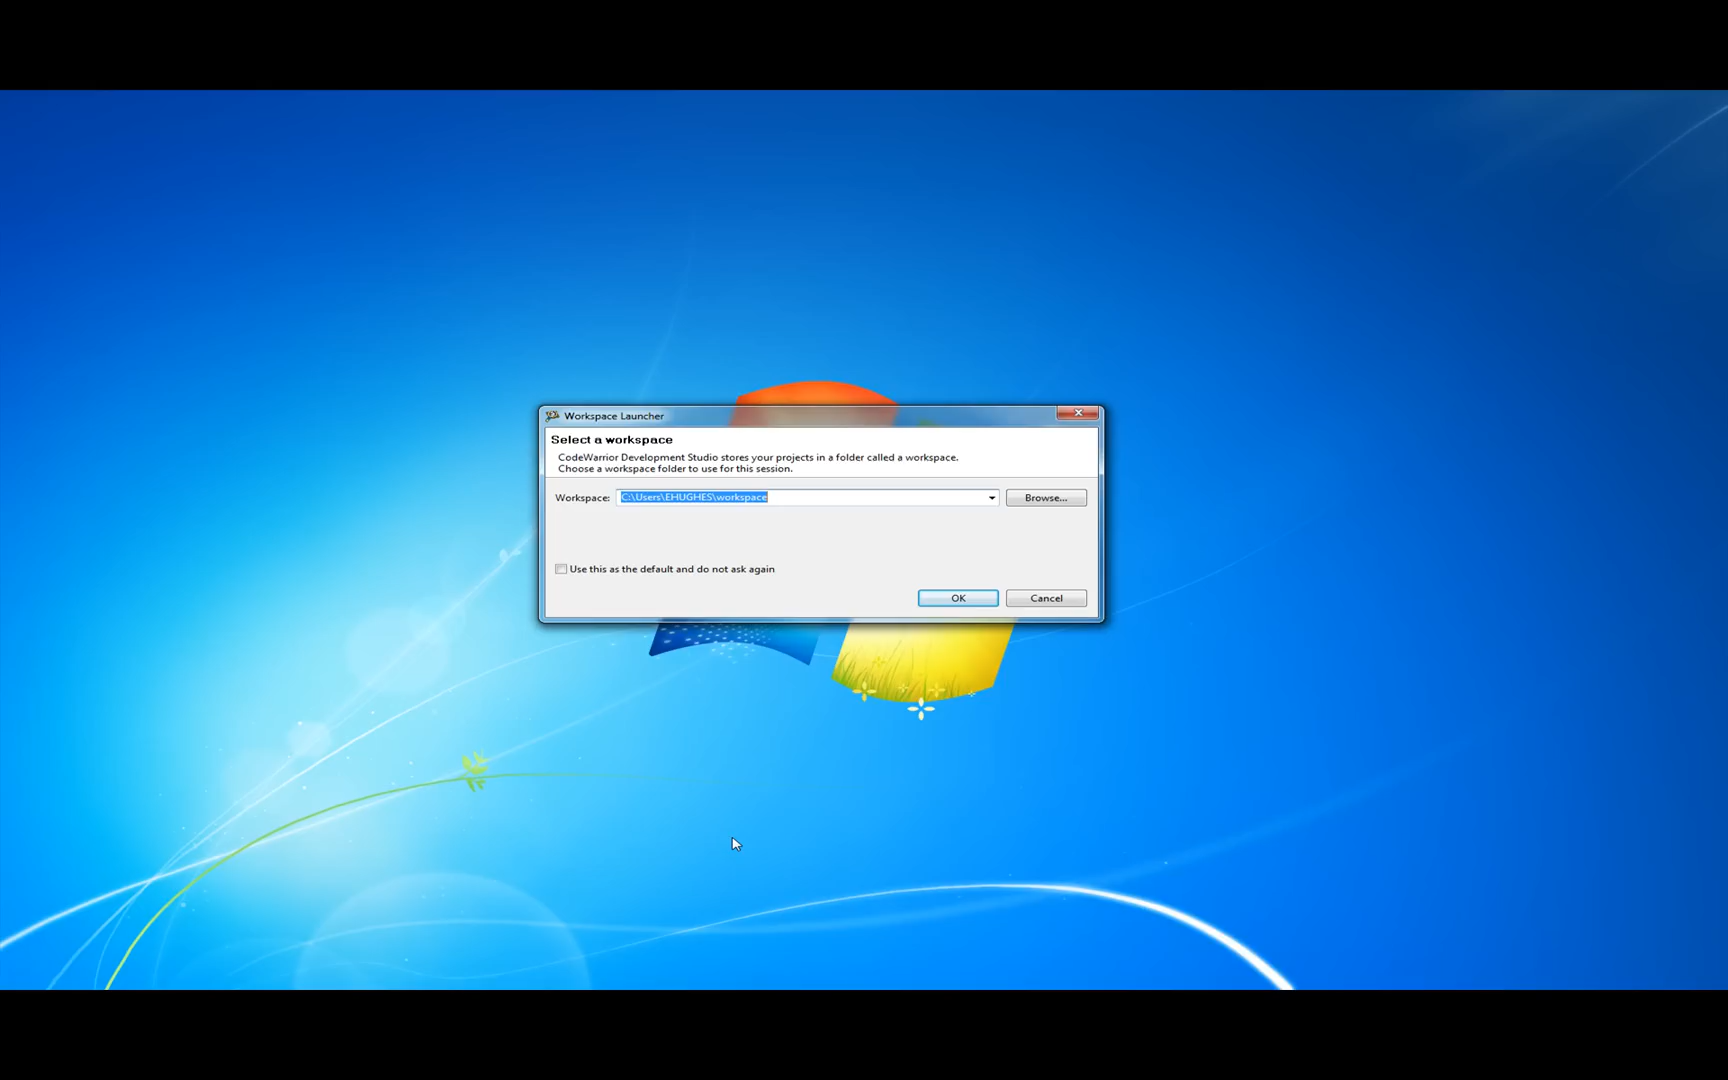 Workspace Launcher
Select a workspace
CodeWarrior Development Studio stores your projects in a folder called a workspace.
Choose a workspace folder to use for this session.
Workspace: C:\Users\EHUGHES\workspace Browse...
Use this as the default and do not ask again
OK Cancel